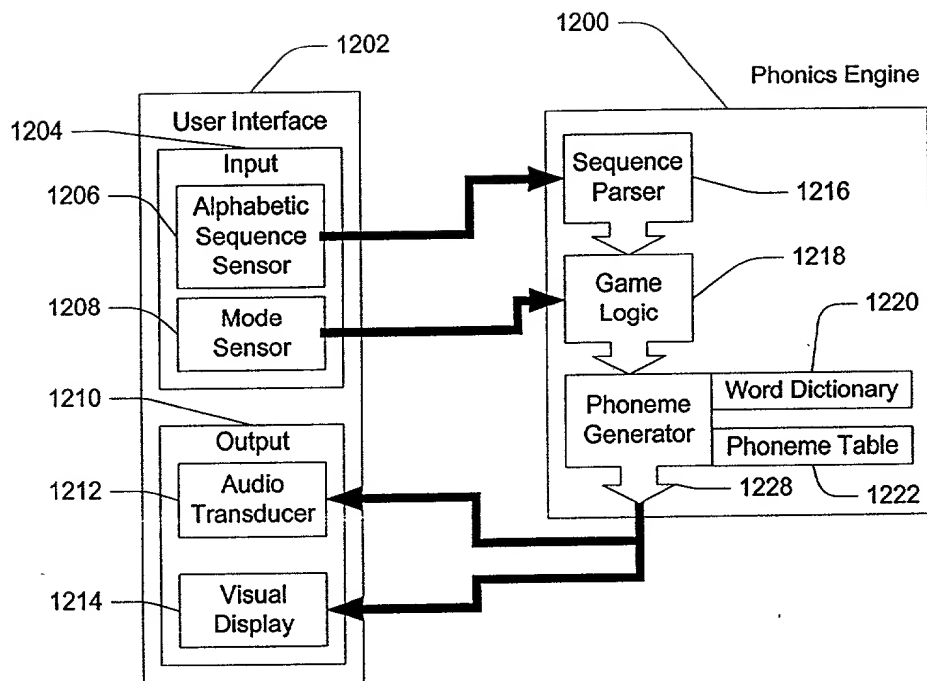 1200
1202
Phonics Engine
User Interface
1204
Input
1206
Alphabetic
Sequence
Sensor
1208
Mode
Sensor
1210
Output
1212
Audio
Transducer
1214
Visual
Display
Sequence
Parser
1216
Game
Logic
1218
1220
Phoneme
Generator
Word Dictionary
Phoneme Table
1228
1222